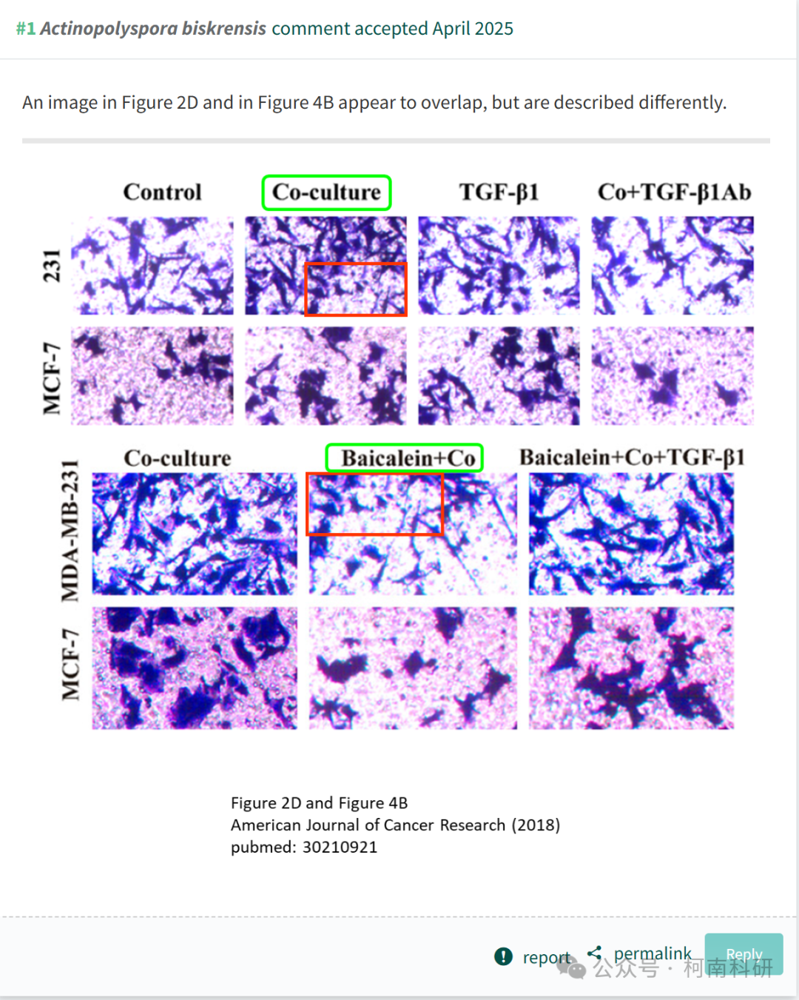 #1 Actinopolyspora biskrensis comment accepted April 2025
An image in Figure 2D and in Figure 4B appear to overlap, but are described differently.
Control Co-culture TGF-β1 Co+TGF-β1Ab
231
MCF-7
Co-culture Baicalein+Co Baicalein+Co+TGF-β1
MDA-MB-231
MCF-7
Figure 2D and Figure 4B
American Journal of Cancer Research (2018)
pubmed: 30210921
report permalink Reply
公众号 · 柯南科研